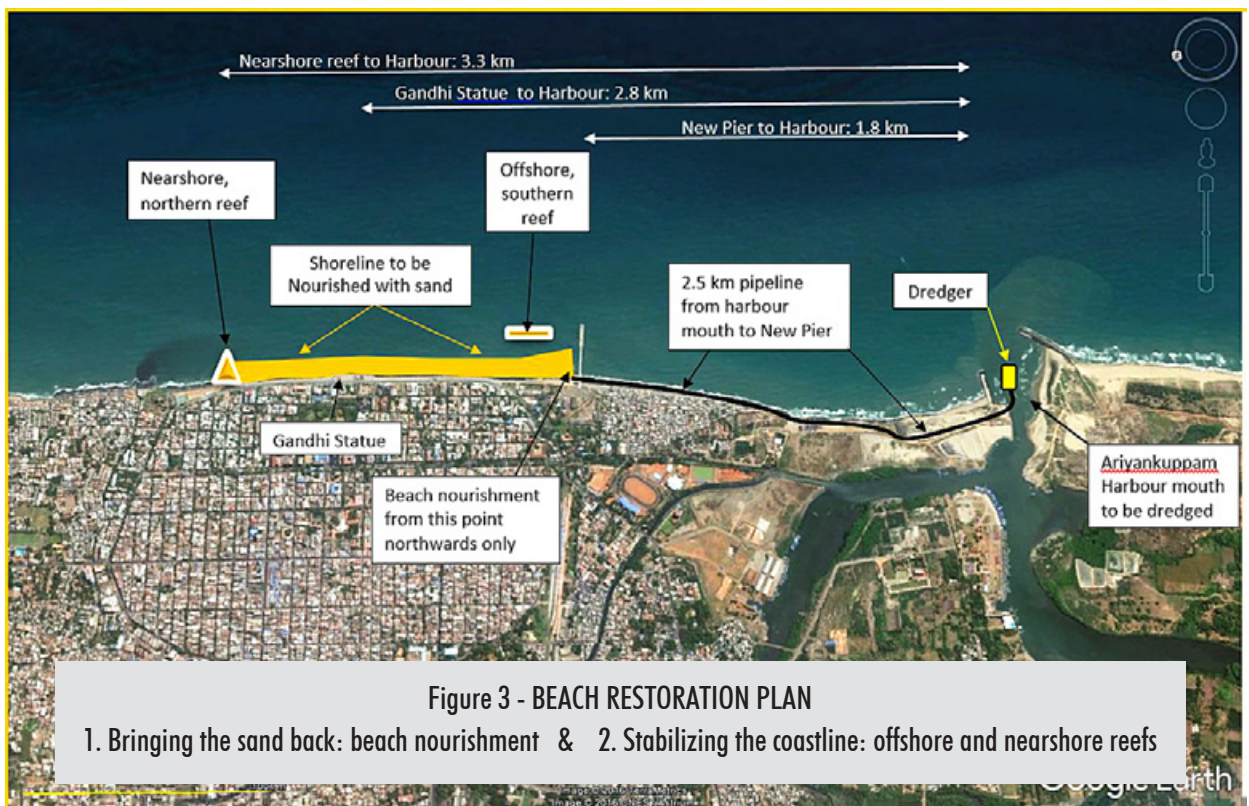 Nearshore reef to Harbour: 3.3 km
Gandhi Statue to Harbour: 2.8 km
New Pier to Harbour: 1.8 km
Nearshore,
northern reef
Offshore,
southern
reef
Shoreline to be
Nourished with sand
2.5 km pipeline
from harbour
mouth to New Pier
Dredger
Gandhi Statue
Beach nourishment
from this point
northwards only
Ariyankuppam
Harbour mouth
to be dredged
Figure 3 - BEACH RESTORATION PLAN
1. Bringing the sand back: beach nourishment & 2. Stabilizing the coastline: offshore and nearshore reefs
Google Earth
Image © 2016
Image © 2016